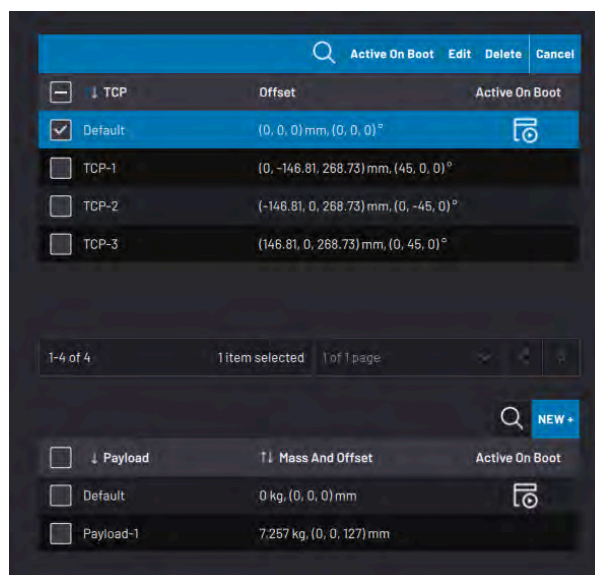 Active On Boot Edit Delete Cancel
↓ TCP Offset Active On Boot
Default (0, 0, 0) mm, (0, 0, 0)°
TCP-1 (0, -146.81, 268.73) mm, (45, 0, 0)°
TCP-2 (-146.81, 0, 268.73) mm, (0, -45, 0)°
TCP-3 (146.81, 0, 268.73) mm, (0, 45, 0)°
1-4 of 4 1 item selected 1 of 1 page
NEW +
↓ Payload ↑↓ Mass And Offset Active On Boot
Default 0 kg, (0, 0, 0) mm
Payload-1 7.257 kg, (0, 0, 127) mm